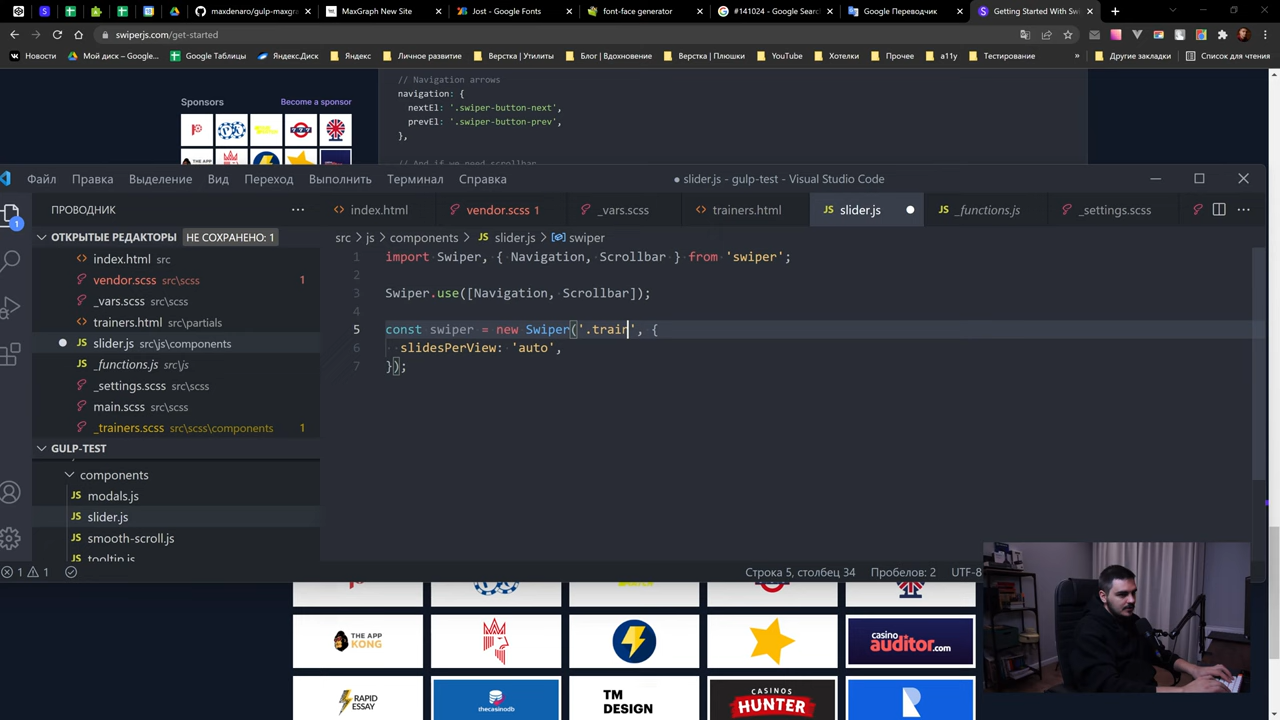 maxdenaro/gulp-maxgr
MaxGraph New Site
Jost - Google Fonts
font-face generator
#141024 - Google Searc
Google Переводчик
Getting Started With Sw
swiperjs.com/get-started
Новости
Мой диск – Google...
Google Таблицы
Яндекс.Диск
Яндекс
Личное развитие
Верстка | Утилиты
Блог | Вдохновение
Верстка | Плюшки
YouTube
Хотелки
Прочее
a11y
Тестирование
»
Другие закладки
Список для чтения
Sponsors
Become a sponsor
// Navigation arrows
navigation: {
nextEl: '.swiper-button-next',
prevEl: '.swiper-button-prev',
},
// And if we need scrollbar
Файл
Правка
Выделение
Вид
Переход
Выполнить
Терминал
Справка
● slider.js - gulp-test - Visual Studio Code
ПРОВОДНИК
index.html
vendor.scss 1
_vars.scss
trainers.html
slider.js
_functions.js
_settings.scss
ОТКРЫТЫЕ РЕДАКТОРЫ
НЕ СОХРАНЕНО: 1
index.html src
vendor.scss src\scss 1
_vars.scss src\scss
trainers.html src\partials
slider.js src\js\components
_functions.js src\js
_settings.scss src\scss
main.scss src\scss
_trainers.scss src\scss\components 1
GULP-TEST
components
modals.js
slider.js
smooth-scroll.js
tooltip.js
src > js > components > JS slider.js > swiper
1 import Swiper, { Navigation, Scrollbar } from 'swiper';
2
3 Swiper.use([Navigation, Scrollbar]);
4
5 const swiper = new Swiper('.train', {
6 slidesPerView: 'auto',
7 });
1 1
Строка 5, столбец 34
Пробелов: 2
UTF-8
THE APP
KONG
casino
auditor.com
RAPID
ESSAY
thecasinodb
TM
DESIGN
CASINOS
HUNTER